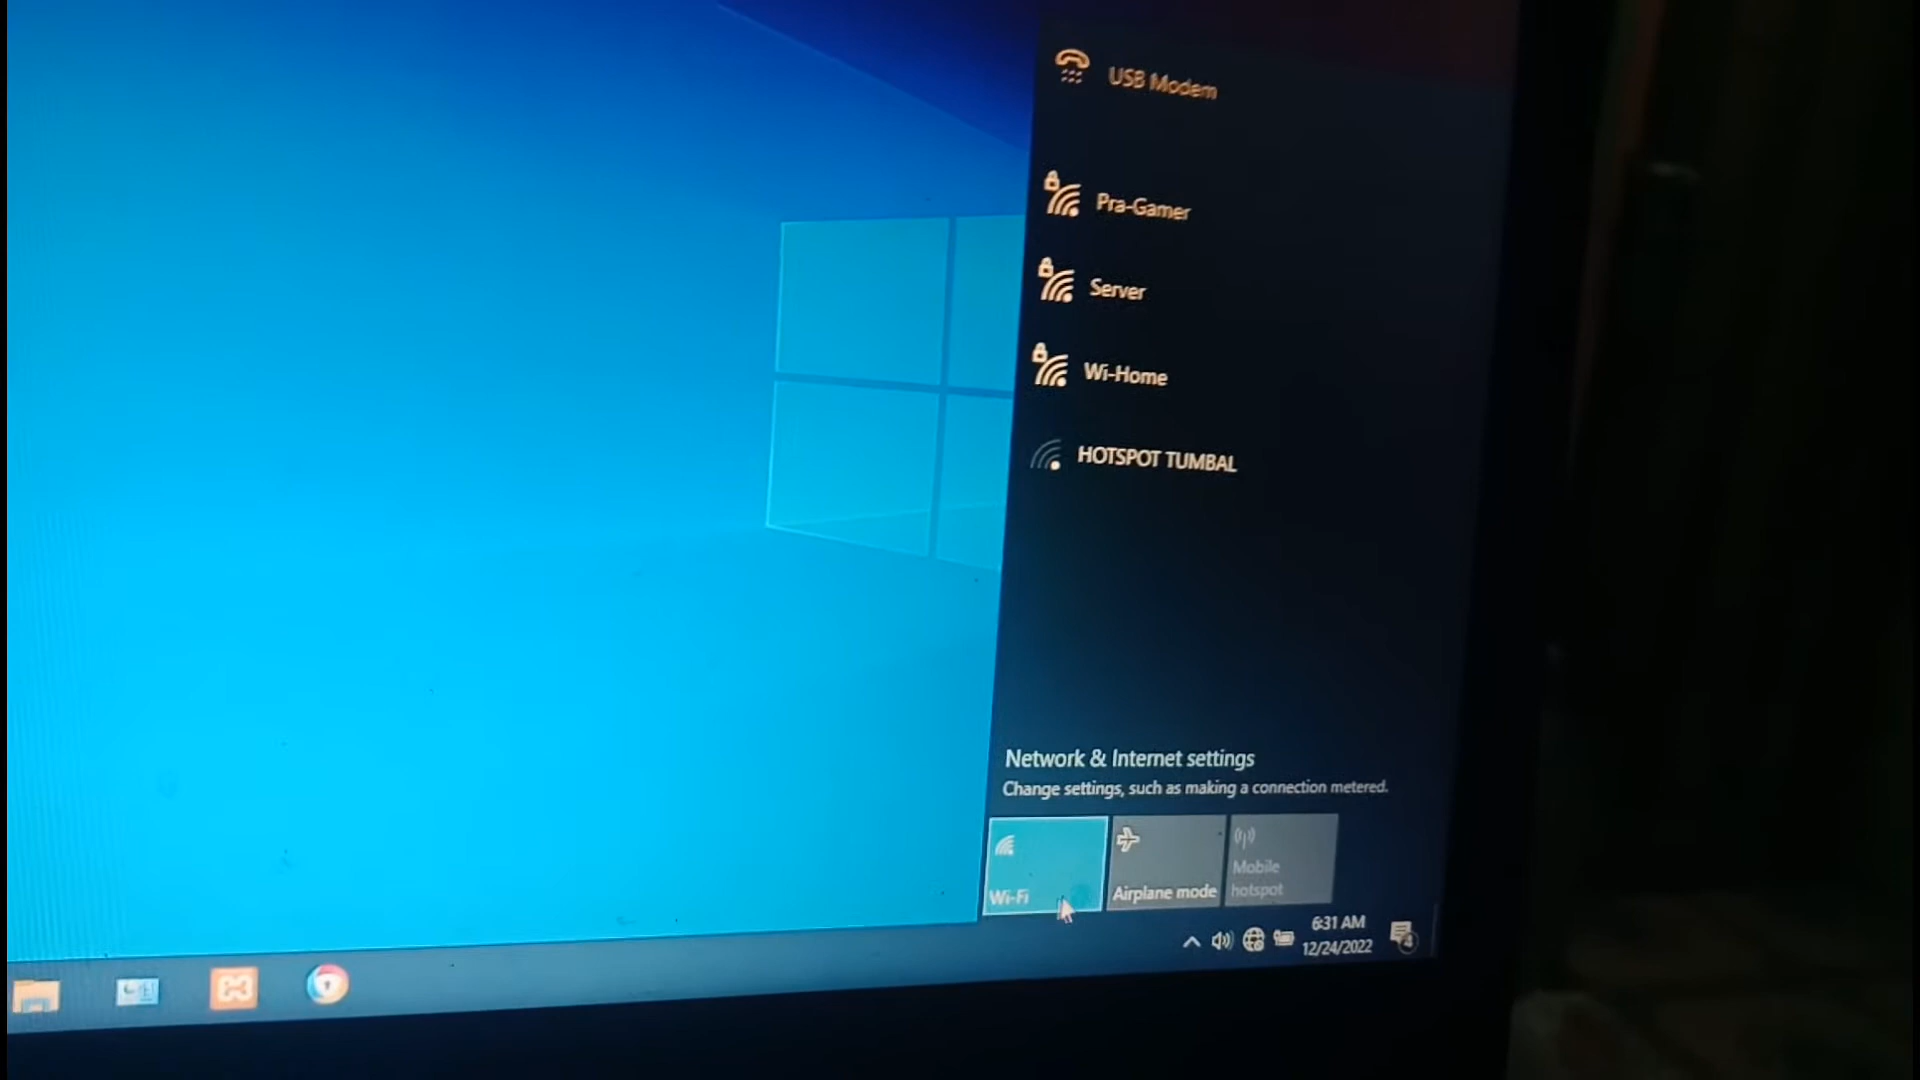 USB Modem
Pra-Gamer
Server
Wi-Home
HOTSPOT TUMBAL
Network & Internet settings
Change settings, such as making a connection metered.
Wi-Fi
Airplane mode
Mobile
hotspot
6:31 AM
12/24/2022
4